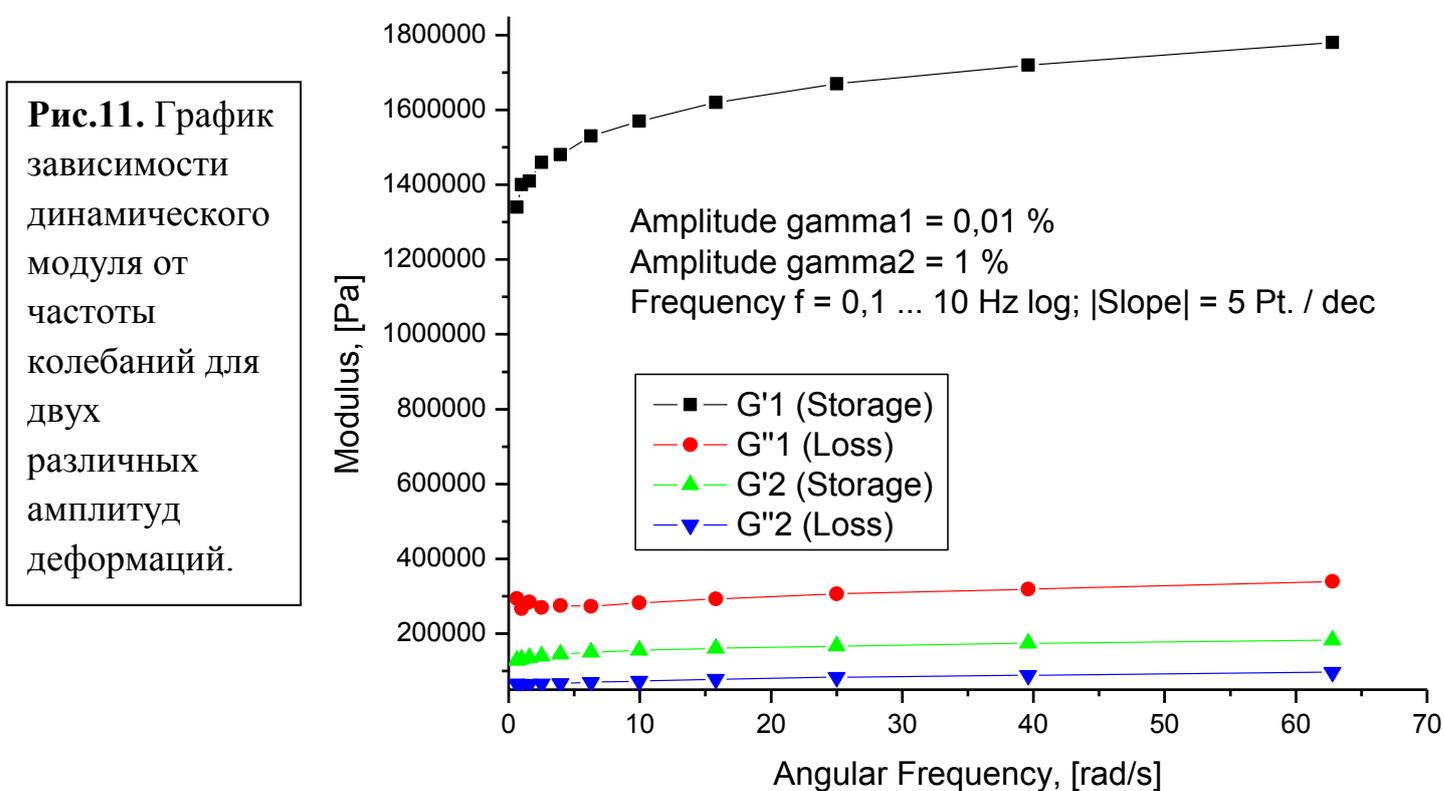 Рис.11. График
зависимости
динамического
модуля от
частоты
колебаний для
двух
различных
амплитуд
деформаций.
1800000
1600000
1400000
1200000
1000000
800000
600000
400000
200000
Modulus, [Pa]
Amplitude gamma1 = 0,01 %
Amplitude gamma2 = 1 %
Frequency f = 0,1 ... 10 Hz log; |Slope| = 5 Pt. / dec
G'1 (Storage)
G''1 (Loss)
G'2 (Storage)
G''2 (Loss)
0 10 20 30 40 50 60 70
Angular Frequency, [rad/s]